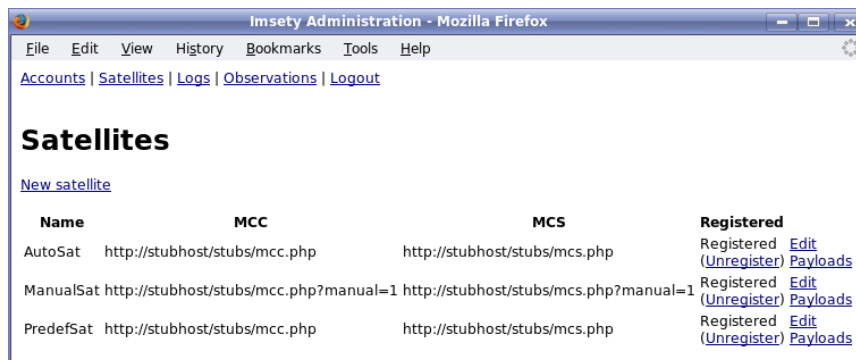 Imsety Administration - Mozilla Firefox
File Edit View History Bookmarks Tools Help
Accounts | Satellites | Logs | Observations | Logout
Satellites
New satellite
Name MCC MCS Registered
AutoSat http://stubhost/stubs/mcc.php http://stubhost/stubs/mcs.php Registered (Unregister) Edit Payloads
ManualSat http://stubhost/stubs/mcc.php?manual=1 http://stubhost/stubs/mcs.php?manual=1 Registered (Unregister) Edit Payloads
PredefSat http://stubhost/stubs/mcc.php http://stubhost/stubs/mcs.php Registered (Unregister) Edit Payloads